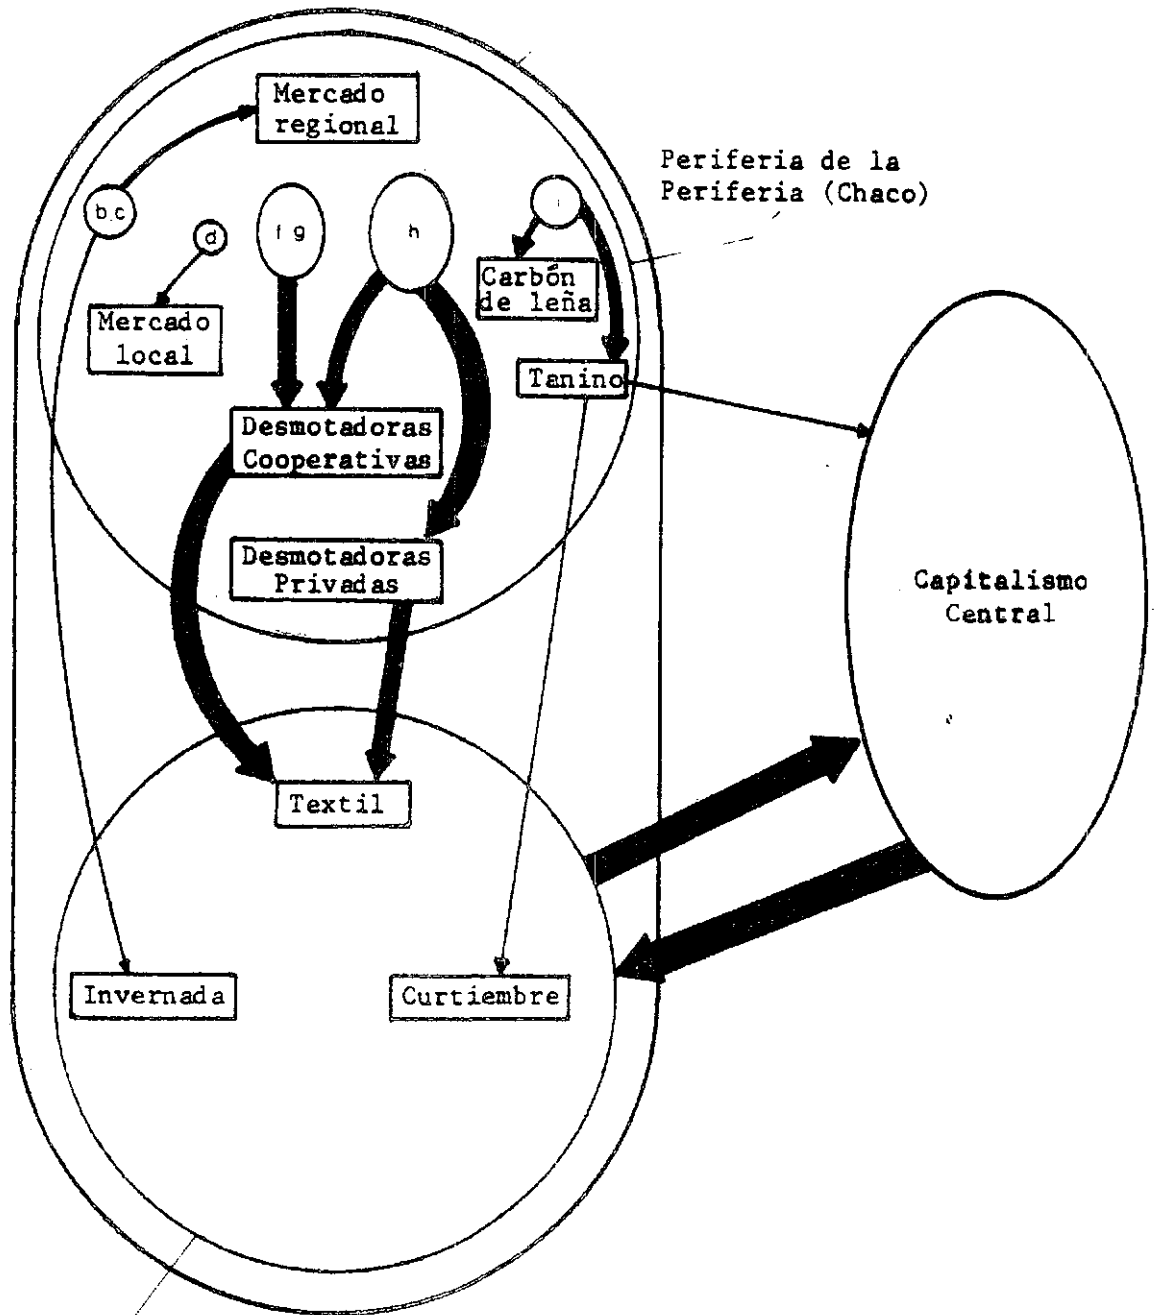 Mercado
regional
Periferia de la
Periferia (Chaco)
b,c
d
f g
h
i
Carbón
de leña
Mercado
local
Tanino
Desmotadoras
Cooperativas
Desmotadoras
Privadas
Capitalismo
Central
Textil
Invernada
Curtiembre